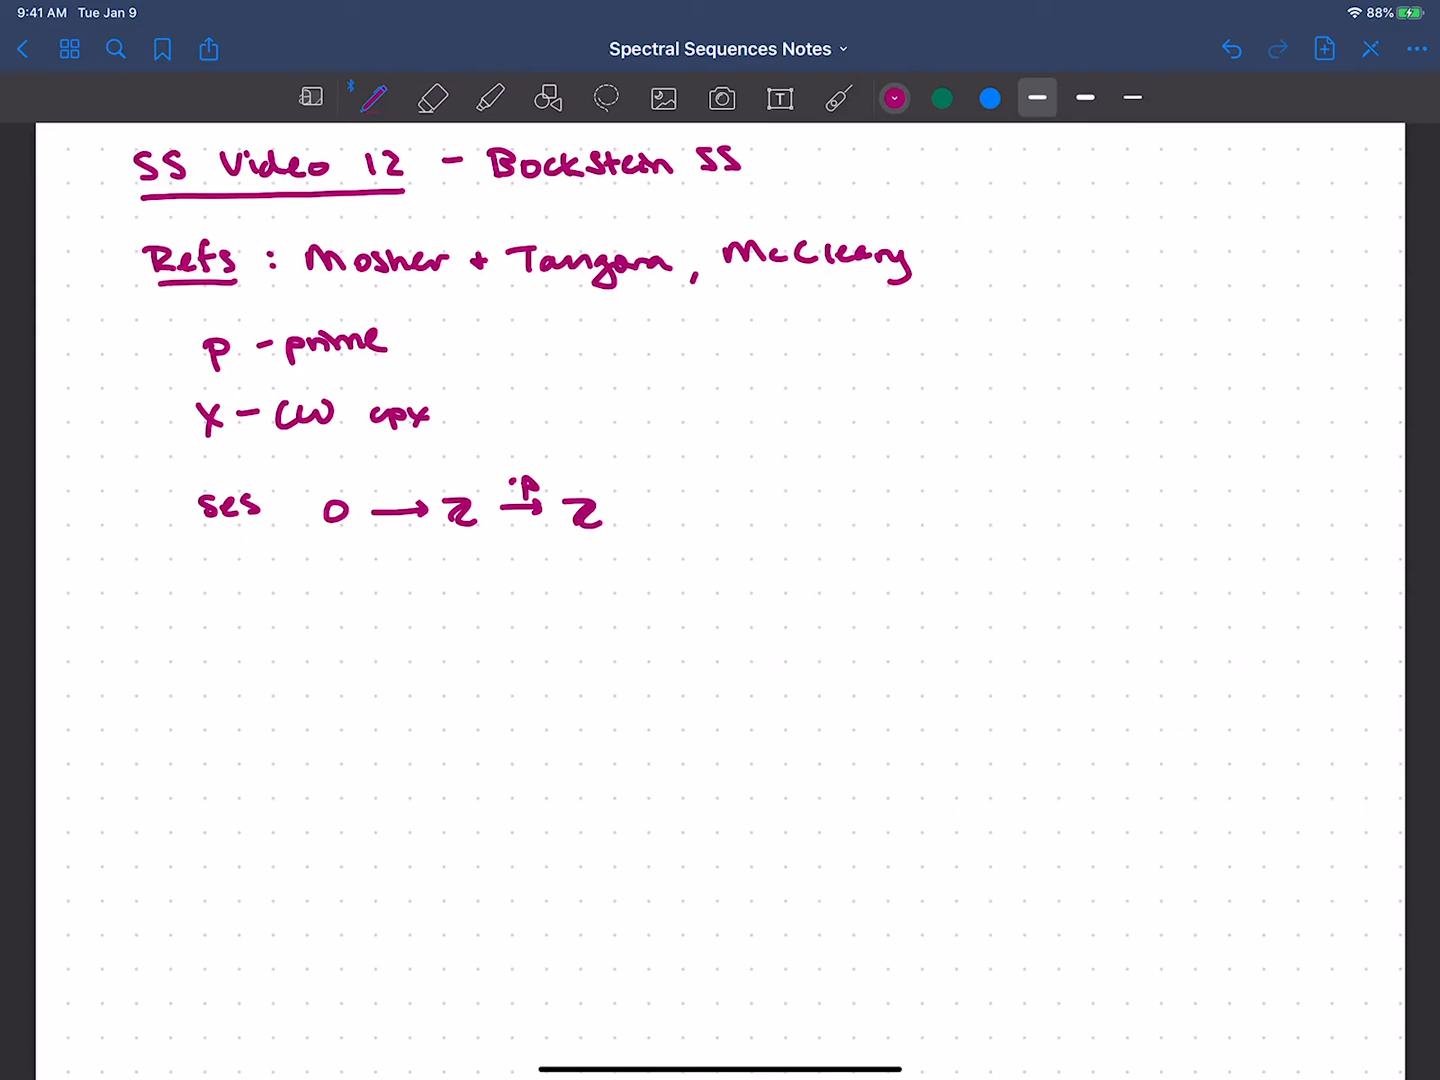 9:41 AM Tue Jan 9
88%
Spectral Sequences Notes
SS Video 12 - Bockstein SS
Refs : Mosher + Tangora, McCleary
p - prime
X - CW cpx
ses 0 → Z →·p Z